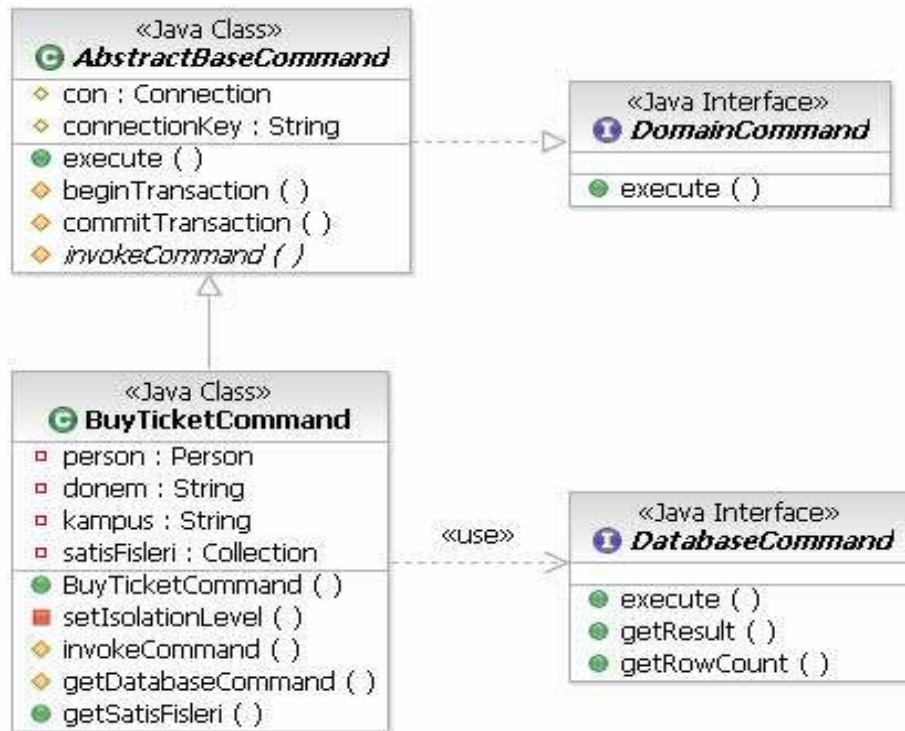 «Java Class»
AbstractBaseCommand
con : Connection
connectionKey : String
execute ( )
beginTransaction ( )
commitTransaction ( )
invokeCommand ( )
«Java Interface»
DomainCommand
execute ( )
«Java Class»
BuyTicketCommand
person : Person
donem : String
kampus : String
satisFisleri : Collection
BuyTicketCommand ( )
setIsolationLevel ( )
invokeCommand ( )
getDatabaseCommand ( )
getSatisFisleri ( )
«use»
«Java Interface»
DatabaseCommand
execute ( )
getResult ( )
getRowCount ( )